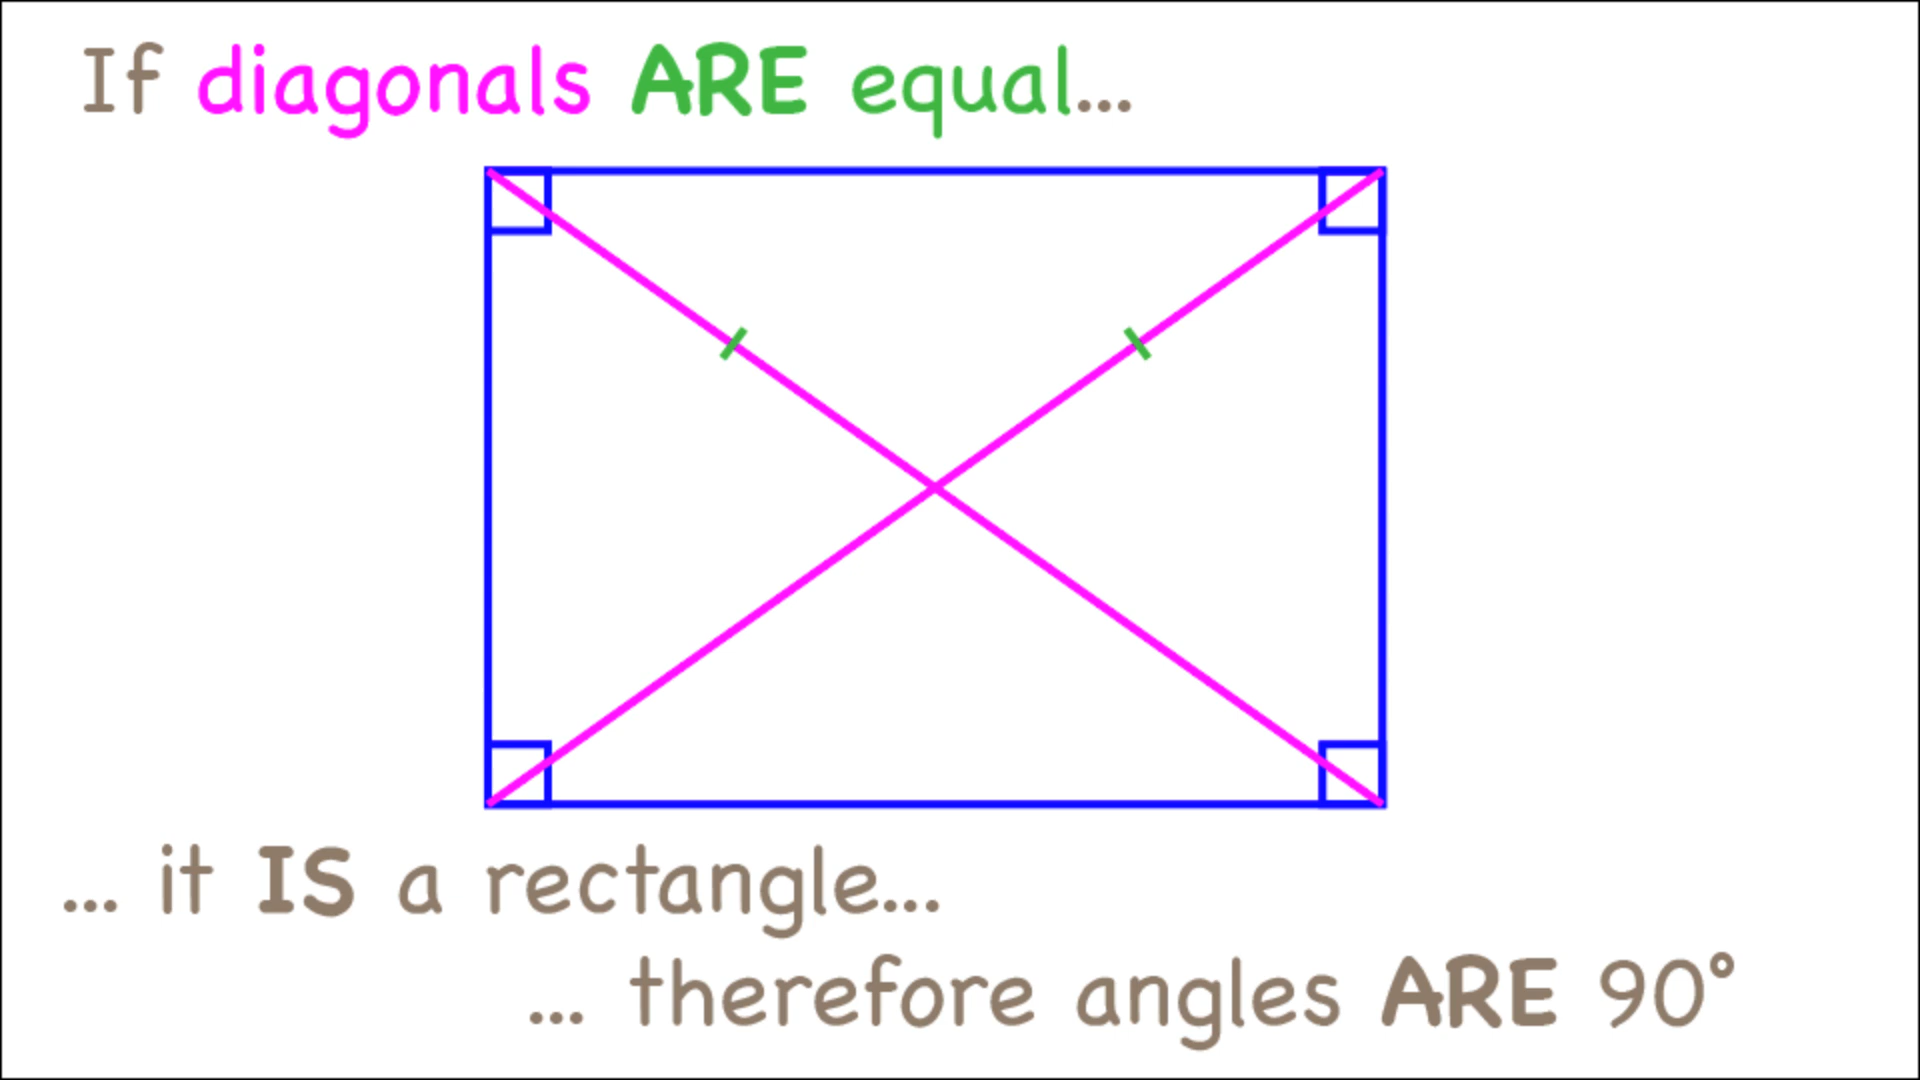 If diagonals ARE equal...
... it IS a rectangle...
... therefore angles ARE 90°